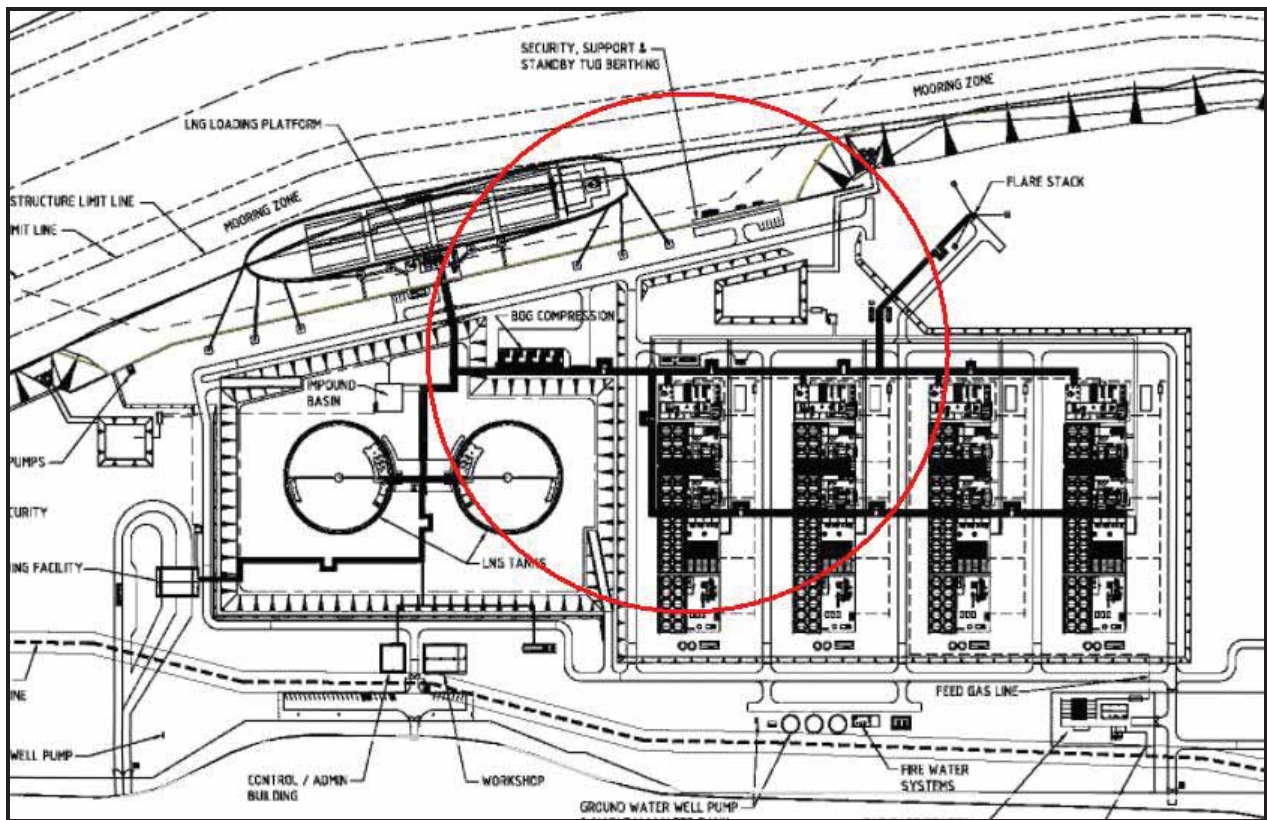 SECURITY, SUPPORT &
STANDBY TUG BERTHING
MOORING ZONE
LNG LOADING PLATFORM
FLARE STACK
STRUCTURE LIMIT LINE
MOORING ZONE
MIT LINE
BOG COMPRESSION
IMPOUND
BASIN
PUMPS
CURITY
LNG TANKS
ING FACILITY
FEED GAS LINE
NE
WELL PUMP
CONTROL / ADMIN
BUILDING
WORKSHOP
FIRE WATER
SYSTEMS
GROUND WATER WELL PUMP